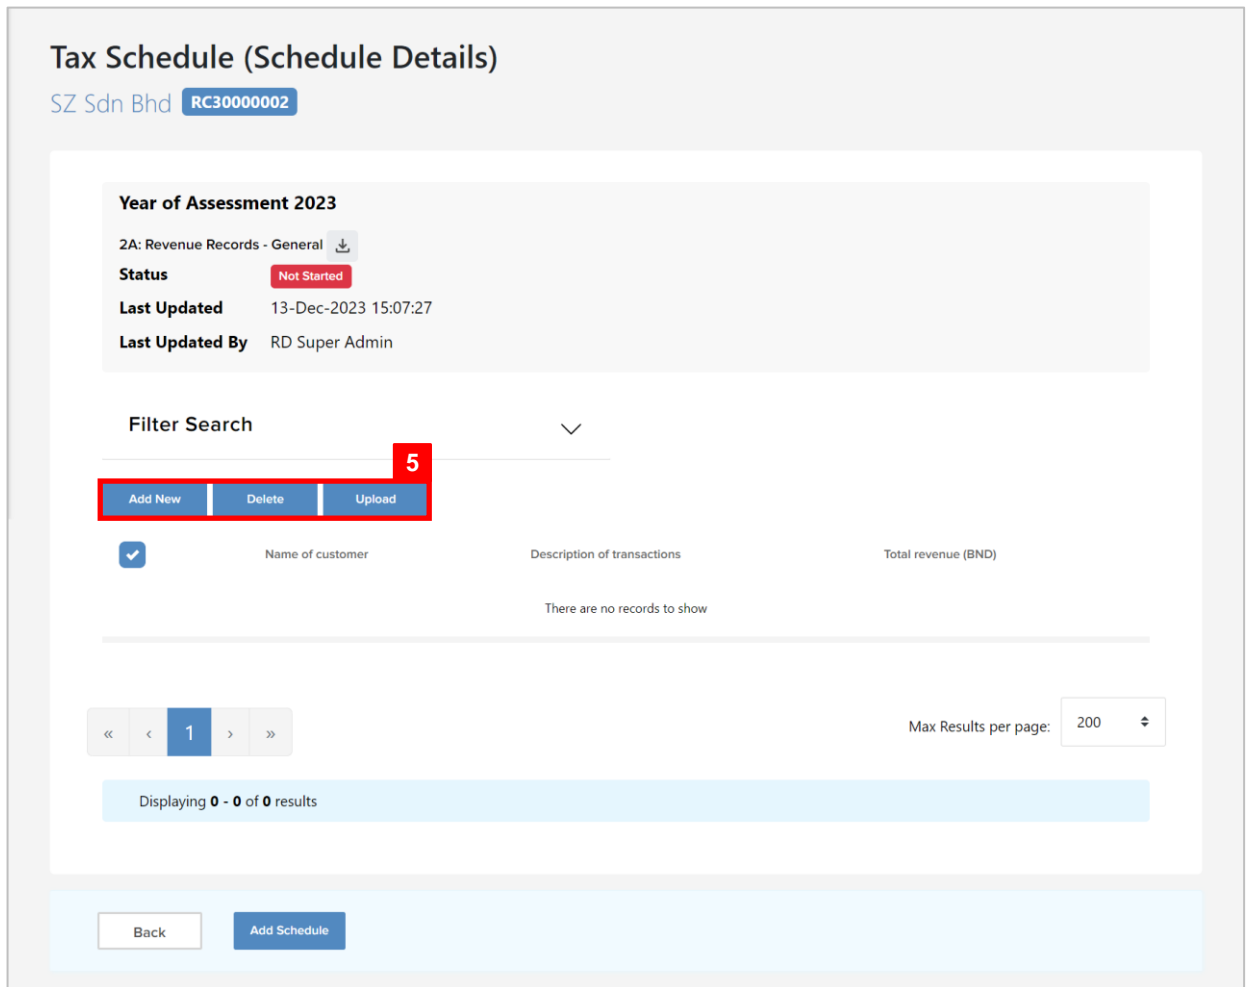 Tax Schedule (Schedule Details)
SZ Sdn Bhd RC30000002
Year of Assessment 2023
2A: Revenue Records - General
Status Not Started
Last Updated 13-Dec-2023 15:07:27
Last Updated By RD Super Admin
Filter Search
5
Add New Delete Upload
Name of customer Description of transactions Total revenue (BND)
There are no records to show
« ‹ 1 › » Max Results per page: 200
Displaying 0 - 0 of 0 results
Back Add Schedule